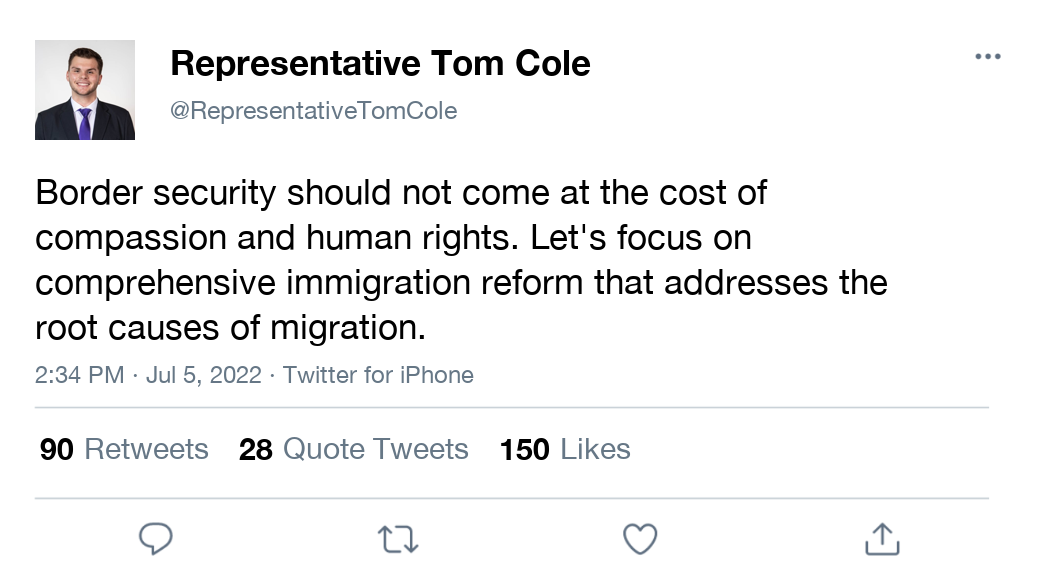 Representative Tom Cole
@RepresentativeTomCole
Border security should not come at the cost of
compassion and human rights. Let's focus on
comprehensive immigration reform that addresses the
root causes of migration.
2:34 PM · Jul 5, 2022 · Twitter for iPhone
90 Retweets 28 Quote Tweets 150 Likes